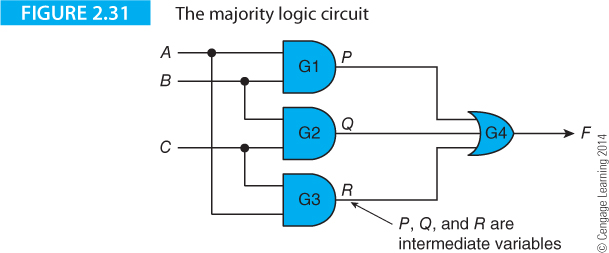 FIGURE 2.31
The majority logic circuit
A
B
C
G1
P
G2
Q
G3
R
G4
F
P, Q, and R are
intermediate variables
© Cengage Learning 2014